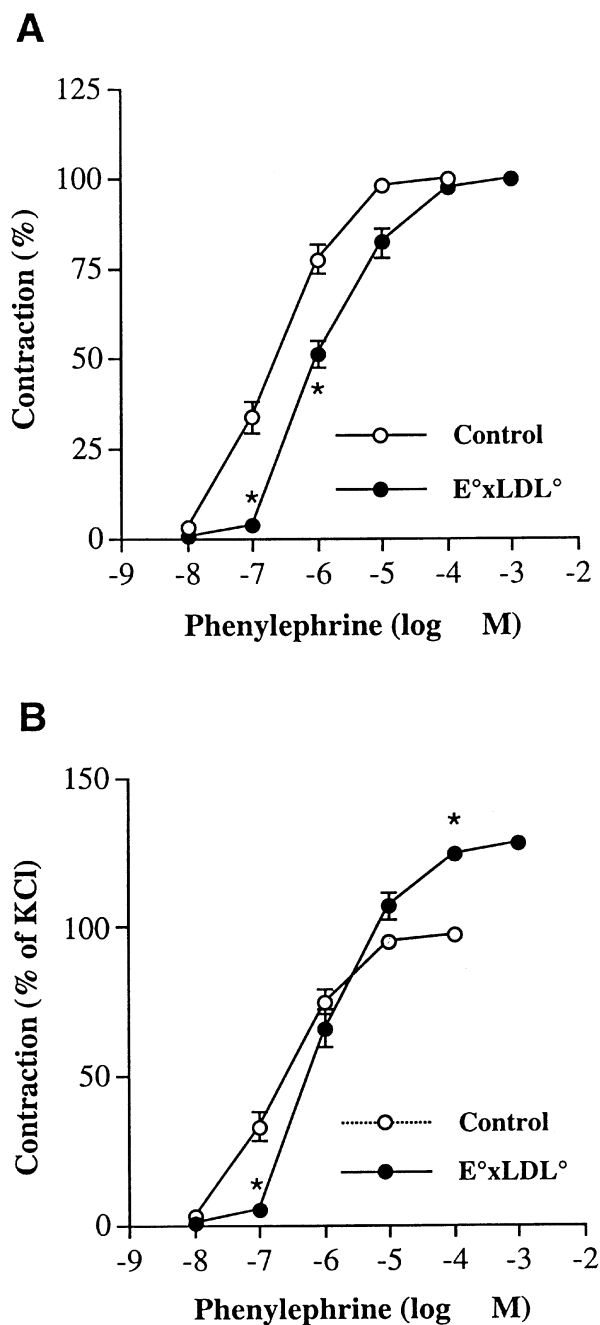 A
125
100
75
50
25
0
Contraction (%)
*
*
Control
E°xLDL°
-9 -8 -7 -6 -5 -4 -3 -2
Phenylephrine (log M)
B
150
100
50
0
Contraction (% of KCl)
*
*
Control
E°xLDL°
-9 -8 -7 -6 -5 -4 -3 -2
Phenylephrine (log M)